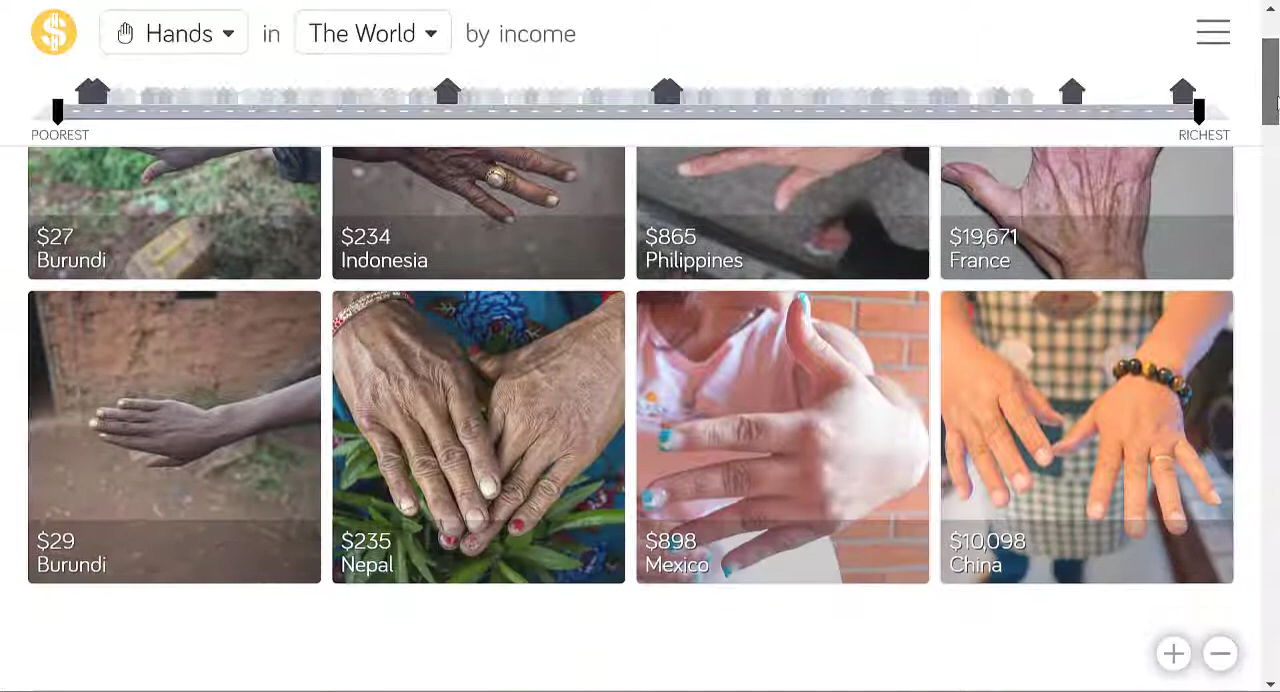 $ Hands in The World by income
POOREST
RICHEST
$27
Burundi
$234
Indonesia
$865
Philippines
$19,671
France
$29
Burundi
$235
Nepal
$898
Mexico
$10,098
China